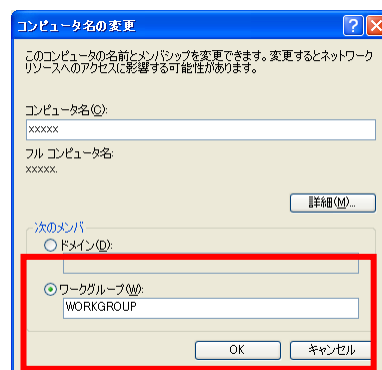 コンピュータ名の変更
このコンピュータの名前とメンバシップを変更できます。変更するとネットワーク
リソースへのアクセスに影響する可能性があります。
コンピュータ名(C):
xxxxx
フル コンピュータ名:
xxxxx.
詳細(M)...
次のメンバ
ドメイン(D):
ワークグループ(W):
WORKGROUP
OK キャンセル